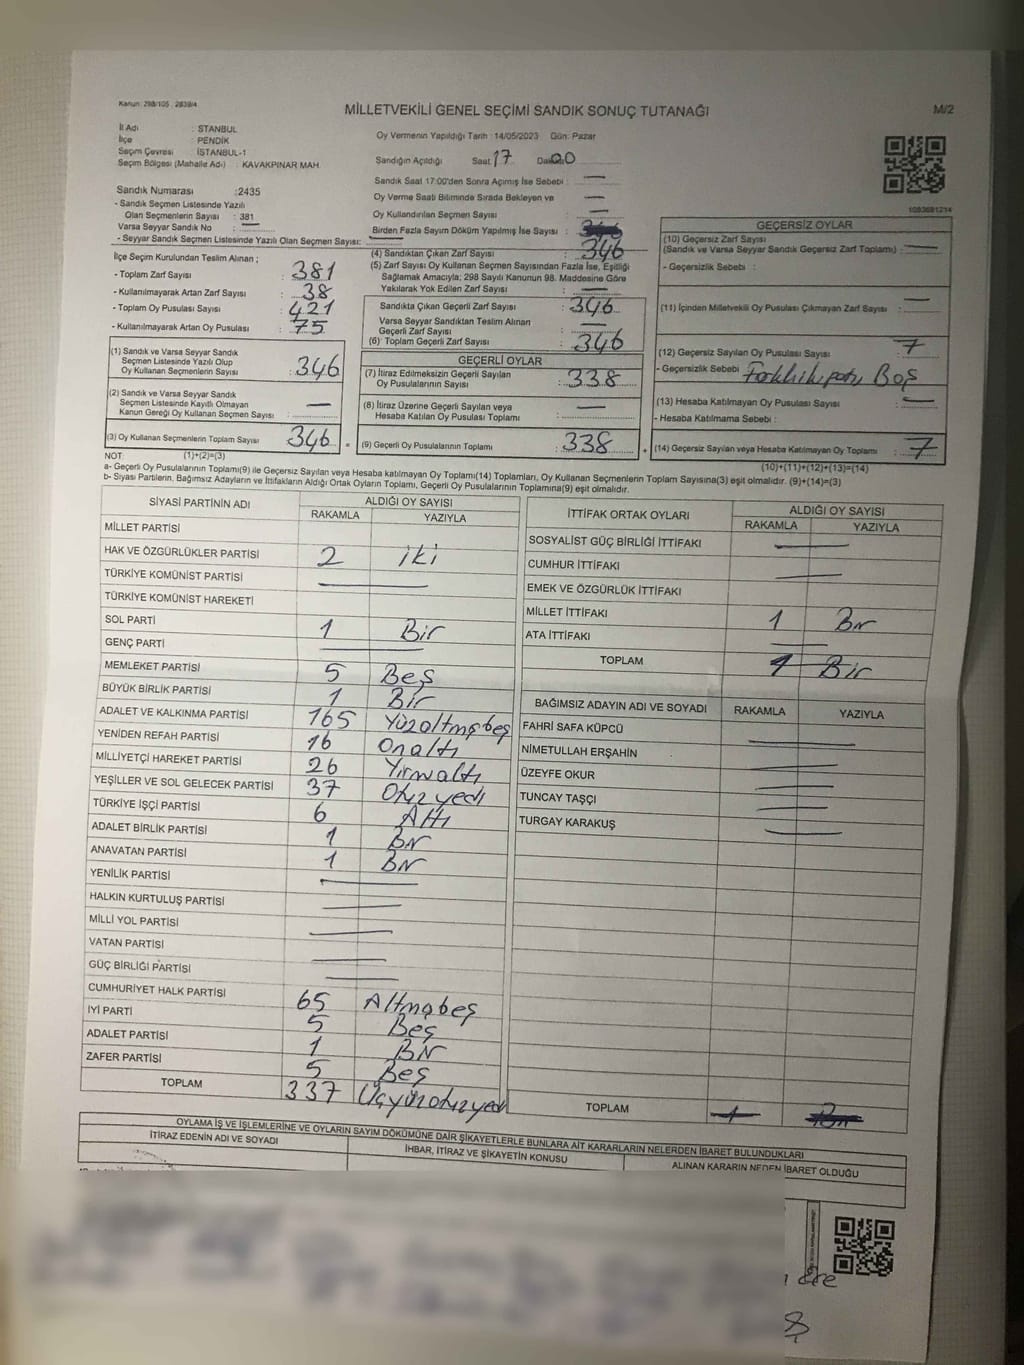 Kanun: 298/105 , 2839/4
MİLLETVEKİLİ GENEL SEÇİMİ SANDIK SONUÇ TUTANAĞI
M/2
İl Adı : STANBUL
İlçe : PENDİK
Seçim Çevresi : İSTANBUL-1
Seçim Bölgesi (Mahalle Adı) : KAVAKPINAR MAH
Oy Vermenin Yapıldığı Tarih : 14/05/2023 Gün: Pazar
Sandığın Açıldığı Saat 17 Dakika 00
Sandık Saat 17:00'den Sonra Açılmış İse Sebebi : —
Oy Verme Saati Bitiminde Sırada Bekleyen ve
Oy Kullandırılan Seçmen Sayısı : —
Birden Fazla Sayım Döküm Yapılmış İse Sayısı :
1083681214
Sandık Numarası : 2435
- Sandık Seçmen Listesinde Yazılı
Olan Seçmenlerin Sayısı : 381
Varsa Seyyar Sandık No : —
- Seyyar Sandık Seçmen Listesinde Yazılı Olan Seçmen Sayısı: —
İlçe Seçim Kurulundan Teslim Alınan ;
- Toplam Zarf Sayısı : 381
- Kullanılmayarak Artan Zarf Sayısı : 38
- Toplam Oy Pusulası Sayısı : 421
- Kullanılmayarak Artan Oy Pusulası : 75
(1) Sandık ve Varsa Seyyar Sandık
Seçmen Listesinde Yazılı Olup
Oy Kullanan Seçmenlerin Sayısı : 346
(2) Sandık ve Varsa Seyyar Sandık
Seçmen Listesinde Kayıtlı Olmayan
Kanun Gereği Oy Kullanan Seçmen Sayısı : —
(3) Oy Kullanan Seçmenlerin Toplam Sayısı : 346
(4) Sandıktan Çıkan Zarf Sayısı : 346
(5) Zarf Sayısı Oy Kullanan Seçmen Sayısından Fazla İse, Eşitliği
Sağlamak Amacıyla; 298 Sayılı Kanunun 98. Maddesine Göre
Yakılarak Yok Edilen Zarf Sayısı : —
Sandıkta Çıkan Geçerli Zarf Sayısı : 346
Varsa Seyyar Sandıktan Teslim Alınan
Geçerli Zarf Sayısı : —
(6) Toplam Geçerli Zarf Sayısı : 346
GEÇERLİ OYLAR
(7) İtiraz Edilmeksizin Geçerli Sayılan
Oy Pusulalarının Sayısı : 338
(8) İtiraz Üzerine Geçerli Sayılan veya
Hesaba Katılan Oy Pusulası Toplamı : —
(9) Geçerli Oy Pusulalarının Toplamı : 338
GEÇERSİZ OYLAR
(10) Geçersiz Zarf Sayısı
(Sandık ve Varsa Seyyar Sandık Geçersiz Zarf Toplamı) : —
- Geçersizlik Sebebi :
(11) İçinden Milletvekili Oy Pusulası Çıkmayan Zarf Sayısı : —
(12) Geçersiz Sayılan Oy Pusulası Sayısı : 7
- Geçersizlik Sebebi Boş
(13) Hesaba Katılmayan Oy Pusulası Sayısı : —
- Hesaba Katılmama Sebebi :
(14) Geçersiz Sayılan veya Hesaba Katılmayan Oy Toplamı : 7
NOT: (1)+(2)=(3)
(10)+(11)+(12)+(13)=(14)
a- Geçerli Oy Pusulalarının Toplamı(9) ile Geçersiz Sayılan veya Hesaba katılmayan Oy Toplamı(14) Toplamları, Oy Kullanan Seçmenlerin Toplam Sayısına(3) eşit olmalıdır. (9)+(14)=(3)
b- Siyasi Partilerin, Bağımsız Adayların ve İttifakların Aldığı Ortak Oyların Toplamı, Geçerli Oy Pusulalarının Toplamına(9) eşit olmalıdır.
SİYASİ PARTİNİN ADI ALDIĞI OY SAYISI
RAKAMLA YAZIYLA
MİLLET PARTİSİ
HAK VE ÖZGÜRLÜKLER PARTİSİ 2 iki
TÜRKİYE KOMÜNİST PARTİSİ —
TÜRKİYE KOMÜNİST HAREKETİ
SOL PARTİ 1 Bir
GENÇ PARTİ —
MEMLEKET PARTİSİ 5 Beş
BÜYÜK BİRLİK PARTİSİ 1 Bir
ADALET VE KALKINMA PARTİSİ 165 Yüzaltmışbeş
YENİDEN REFAH PARTİSİ 16 Onaltı
MİLLİYETÇİ HAREKET PARTİSİ 26 Yirmialtı
YEŞİLLER VE SOL GELECEK PARTİSİ 37 Otuzyedi
TÜRKİYE İŞÇİ PARTİSİ 6 Altı
ADALET BİRLİK PARTİSİ 1 Bir
ANAVATAN PARTİSİ 1 Bir
YENİLİK PARTİSİ —
HALKIN KURTULUŞ PARTİSİ —
MİLLİ YOL PARTİSİ —
VATAN PARTİSİ —
GÜÇ BİRLİĞİ PARTİSİ —
CUMHURİYET HALK PARTİSİ 65 Altmışbeş
İYİ PARTİ 5 Beş
ADALET PARTİSİ 1 Bir
ZAFER PARTİSİ 5 Beş
TOPLAM 337 Üçyüzotuzyedi
İTTİFAK ORTAK OYLARI ALDIĞI OY SAYISI
RAKAMLA YAZIYLA
SOSYALİST GÜÇ BİRLİĞİ İTTİFAKI —
CUMHUR İTTİFAKI —
EMEK VE ÖZGÜRLÜK İTTİFAKI
MİLLET İTTİFAKI 1 Bir
ATA İTTİFAKI —
TOPLAM 1 Bir
BAĞIMSIZ ADAYIN ADI VE SOYADI RAKAMLA YAZIYLA
FAHRİ SAFA KÜPCÜ —
NİMETULLAH ERŞAHİN —
ÜZEYFE OKUR —
TUNCAY TAŞÇI —
TURGAY KARAKUŞ —
TOPLAM
OYLAMA İŞ VE İŞLEMLERİNE VE OYLARIN SAYIM DÖKÜMÜNE DAİR ŞİKAYETLERLE BUNLARA AİT KARARLARIN NELERDEN İBARET BULUNDUKLARI
İTİRAZ EDENİN ADI VE SOYADI
İHBAR, İTİRAZ VE ŞİKAYETİN KONUSU
ALINAN KARARIN NEDEN İBARET OLDUĞU